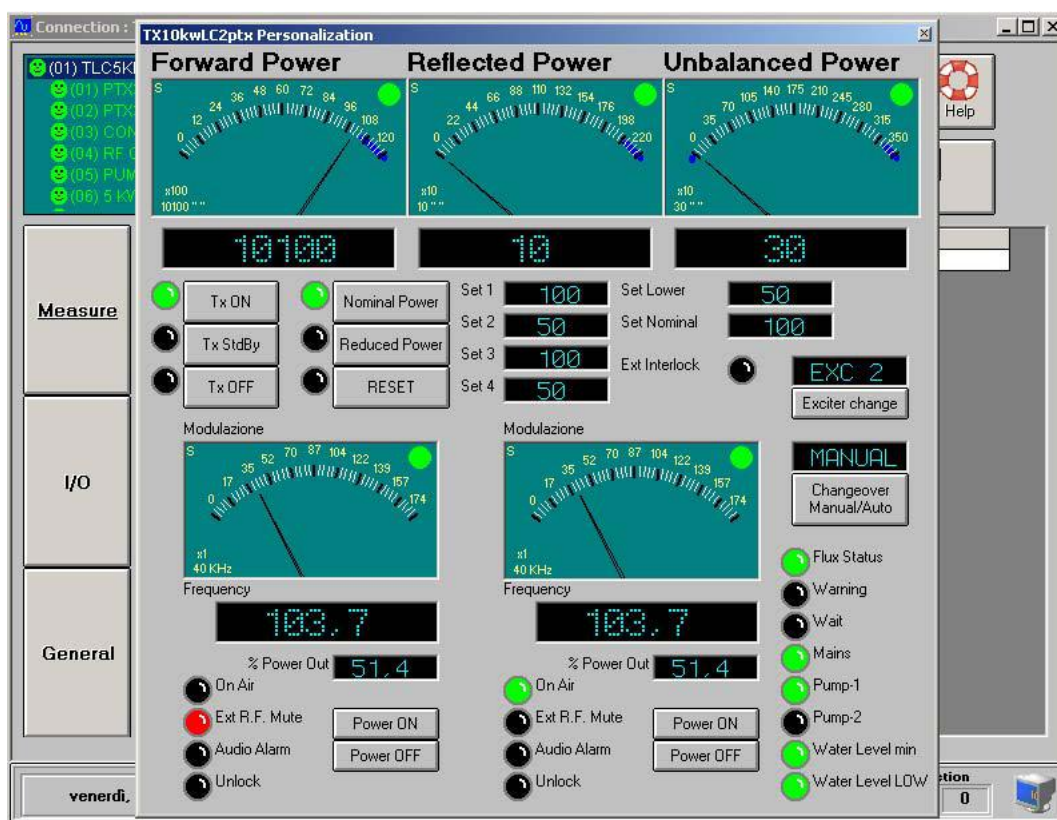 Connection : T
TX10kwLC2ptx Personalization
(01) TLC5K
(01) PTX
(02) PTX
(03) CON
(04) RF
(05) PUM
(06) 5 KW
Help
Forward Power
Reflected Power
Unbalanced Power
S
0 12 24 36 48 60 72 84 96 108 120
x100
10100 " "
S
0 22 44 66 88 110 132 154 176 198 220
x10
10 " "
S
0 35 70 105 140 175 210 245 280 315 350
x10
30 " "
10100
10
30
Measure
I/O
General
Tx ON
Tx StdBy
Tx OFF
Nominal Power
Reduced Power
RESET
Set 1 100
Set 2 50
Set 3 100
Set 4 50
Set Lower 50
Set Nominal 100
Ext Interlock
EXC 2
Exciter change
MANUAL
Changeover
Manual/Auto
Modulazione
S
0 17 35 52 70 87 104 122 139 157 174
x1
40 KHz
Frequency
103.7
% Power Out 51,4
On Air
Ext R.F. Mute
Audio Alarm
Unlock
Power ON
Power OFF
Modulazione
S
0 17 35 52 70 87 104 122 139 157 174
x1
40 KHz
Frequency
103.7
% Power Out 51,4
On Air
Ext R.F. Mute
Audio Alarm
Unlock
Power ON
Power OFF
Flux Status
Warning
Wait
Mains
Pump-1
Pump-2
Water Level min
Water Level LOW
venerdì,
ction
0